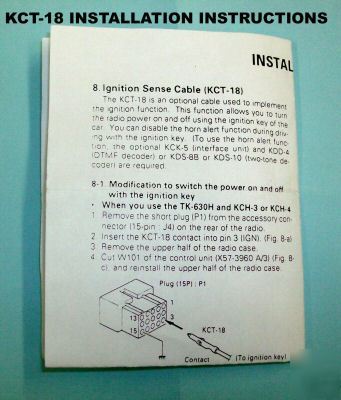 KCT-18 INSTALLATION INSTRUCTIONS
INSTAL
8. Ignition Sense Cable (KCT-18)
The KCT-18 is an optional cable used to implement
the ignition function. This function allows you to turn
the radio power on and off using the ignition key of the
car. You can disable the horn alert function during driv-
ing with the ignition key. (To use the horn alert func-
tion, the optional KCK-5 (interface unit) and KDD-4
(DTMF decoder) or KDS-8B or KDS-10 (two-tone de-
coder) are required.
8-1. Modification to switch the power on and off
with the ignition key
• When you use the TK-630H and KCH-3 or KCH-4
1. Remove the short plug (P1) from the accessory con-
nector (15-pin : J4) on the rear of the radio.
2. Insert the KCT-18 contact into pin 3 (IGN). (Fig. 8-a)
3. Remove the upper half of the radio case.
4. Cut W101 of the control unit (X57-3960 A/3) (Fig. 8-
c), and reinstall the upper half of the radio case.
Plug (15P) : P1
1
13
3
15
KCT-18
Contact
(To ignition key)
groovycart.co.uk